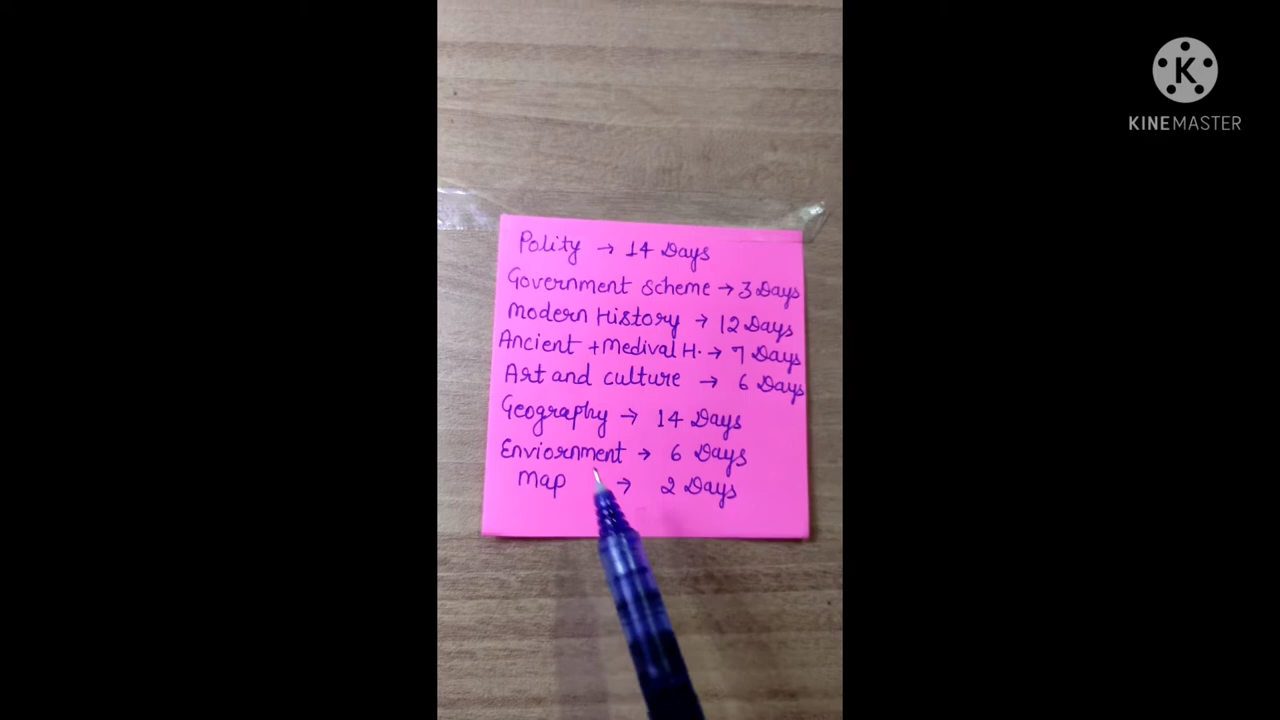 Polity → 14 Days
Government scheme → 3 Days
Modern History → 12 Days
Ancient + Medival H. → 7 Days
Art and culture → 6 Days
Geography → 14 Days
Enviornment → 6 Days
Map → 2 Days
K
KINEMASTER